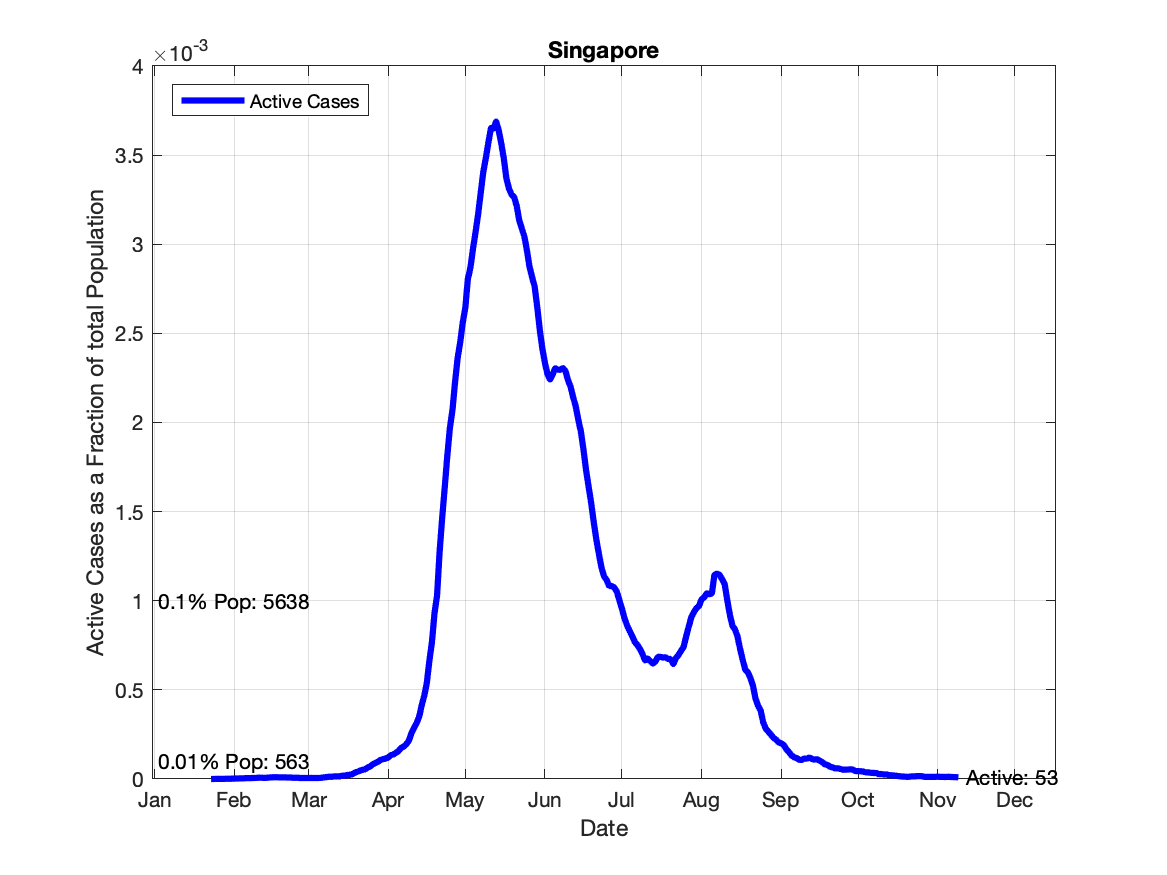 Singapore
×10-3
Active Cases
4
3.5
3
2.5
2
1.5
1
0.5
0
Active Cases as a Fraction of total Population
0.1% Pop: 5638
0.01% Pop: 563
Active: 53
Jan Feb Mar Apr May Jun Jul Aug Sep Oct Nov Dec
Date